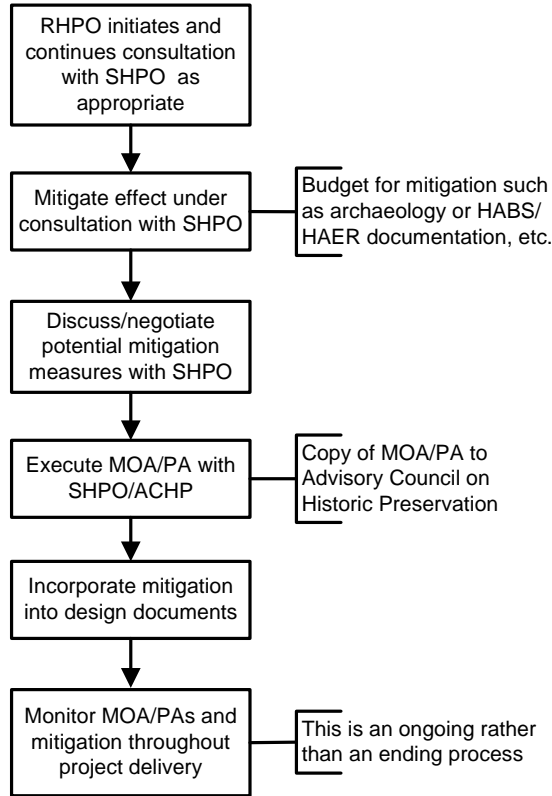 RHPO initiates and
continues consultation
with SHPO as
appropriate
Mitigate effect under
consultation with SHPO
Budget for mitigation such
as archaeology or HABS/
HAER documentation, etc.
Discuss/negotiate
potential mitigation
measures with SHPO
Execute MOA/PA with
SHPO/ACHP
Copy of MOA/PA to
Advisory Council on
Historic Preservation
Incorporate mitigation
into design documents
Monitor MOA/PAs and
mitigation throughout
project delivery
This is an ongoing rather
than an ending process